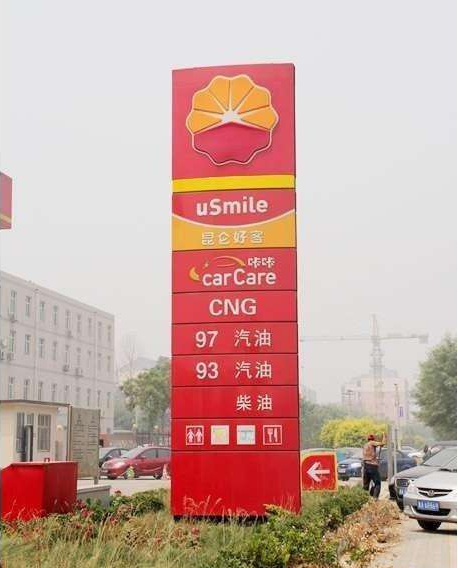 uSmile
昆仑好客
咔咔
carCare
CNG
97 汽油
93 汽油
柴油